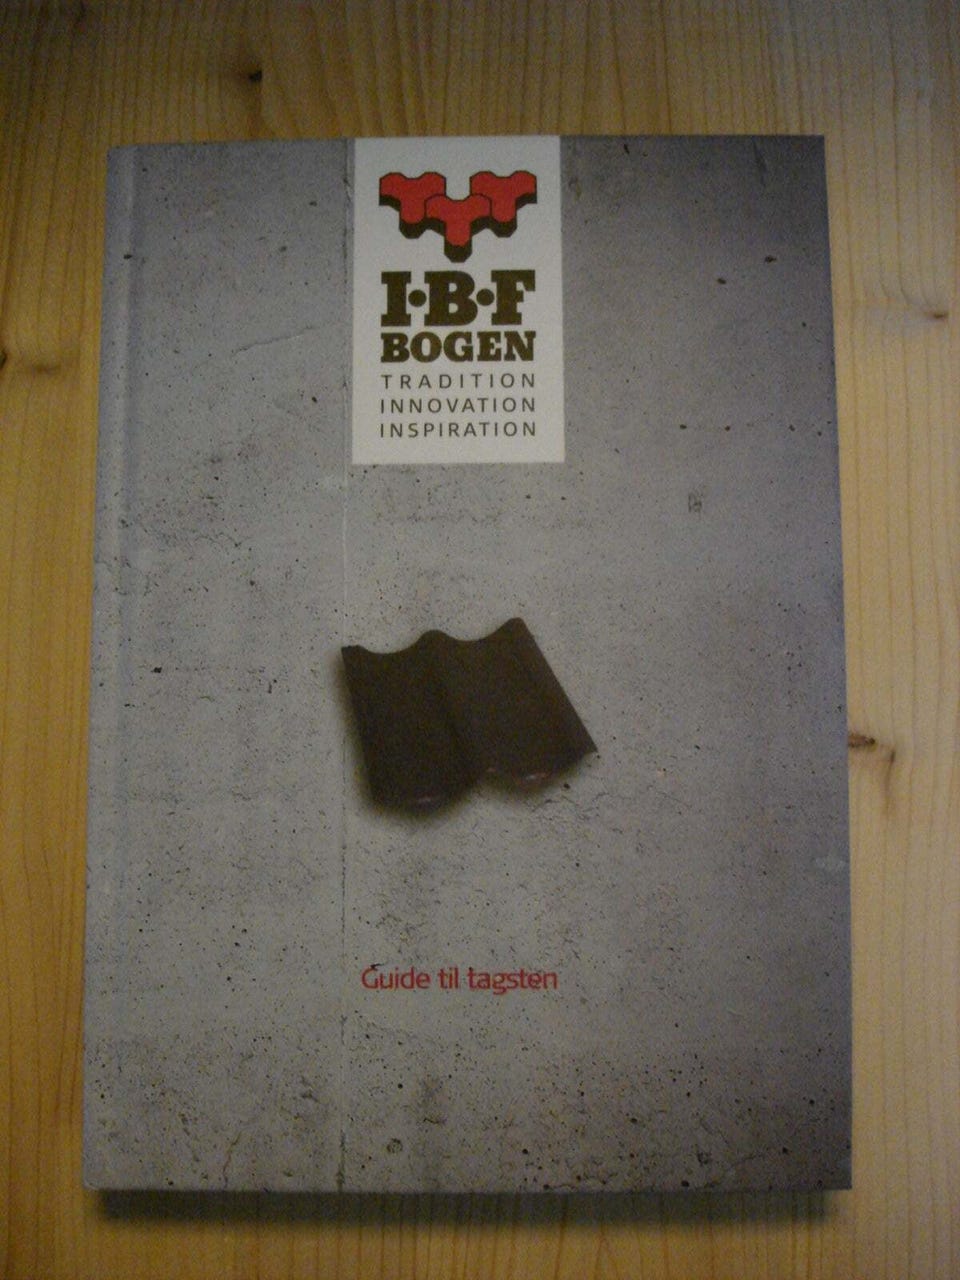 I·B·F
BOGEN
TRADITION
INNOVATION
INSPIRATION
Guide til tagsten